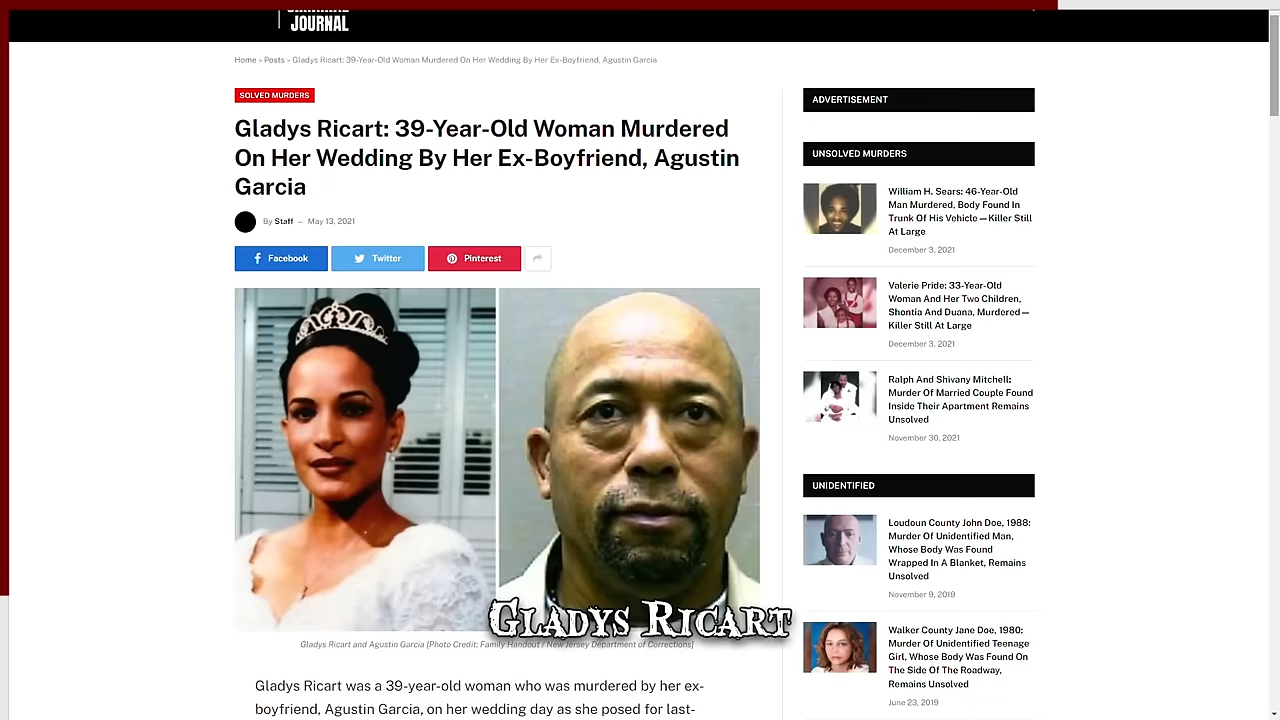 JOURNAL
Home » Posts » Gladys Ricart: 39-Year-Old Woman Murdered On Her Wedding By Her Ex-Boyfriend, Agustin Garcia
SOLVED MURDERS
Gladys Ricart: 39-Year-Old Woman Murdered
On Her Wedding By Her Ex-Boyfriend, Agustin
Garcia
By Staff — May 13, 2021
Facebook
Twitter
Pinterest
Gladys Ricart
Gladys Ricart and Agustin Garcia [Photo Credit: Family Handout / New Jersey Department of Corrections]
Gladys Ricart was a 39-year-old woman who was murdered by her ex-
boyfriend, Agustin Garcia, on her wedding day as she posed for last-
ADVERTISEMENT
UNSOLVED MURDERS
William H. Sears: 46-Year-Old
Man Murdered, Body Found In
Trunk Of His Vehicle — Killer Still
At Large
December 3, 2021
Valerie Pride: 33-Year-Old
Woman And Her Two Children,
Shontia And Duana, Murdered —
Killer Still At Large
December 3, 2021
Ralph And Shivany Mitchell:
Murder Of Married Couple Found
Inside Their Apartment Remains
Unsolved
November 30, 2021
UNIDENTIFIED
Loudoun County John Doe, 1988:
Murder Of Unidentified Man,
Whose Body Was Found
Wrapped In A Blanket, Remains
Unsolved
November 9, 2019
Walker County Jane Doe, 1980:
Murder Of Unidentified Teenage
Girl, Whose Body Was Found On
The Side Of The Roadway,
Remains Unsolved
June 23, 2019